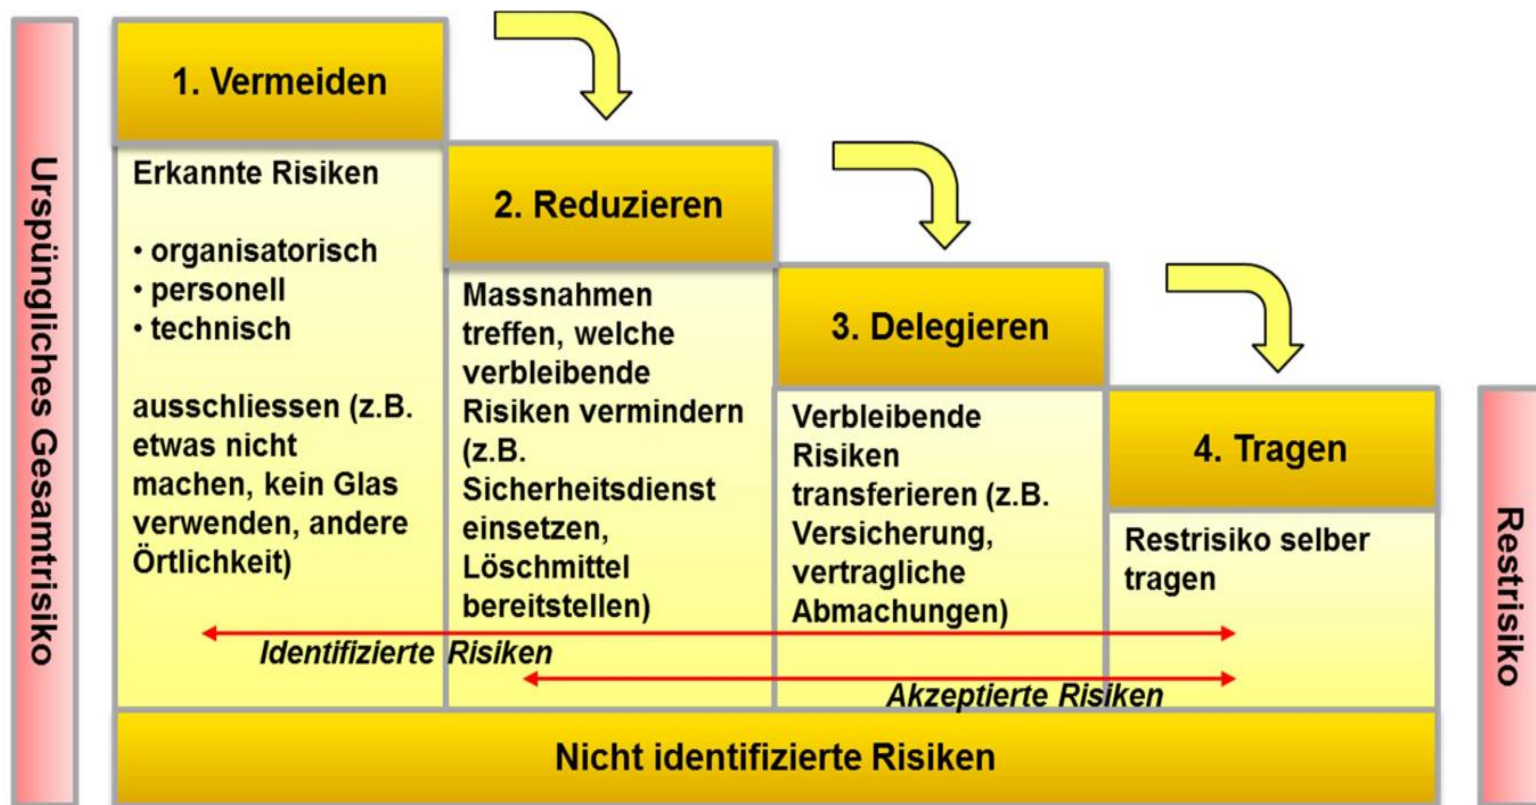 Urspüngliches Gesamtrisiko
1. Vermeiden
Erkannte Risiken
• organisatorisch
• personell
• technisch
ausschliessen (z.B.
etwas nicht
machen, kein Glas
verwenden, andere
Örtlichkeit)
2. Reduzieren
Massnahmen
treffen, welche
verbleibende
Risiken vermindern
(z.B.
Sicherheitsdienst
einsetzen,
Löschmittel
bereitstellen)
3. Delegieren
Verbleibende
Risiken
transferieren (z.B.
Versicherung,
vertragliche
Abmachungen)
4. Tragen
Restrisiko selber
tragen
Identifizierte Risiken
Akzeptierte Risiken
Nicht identifizierte Risiken
Restrisiko